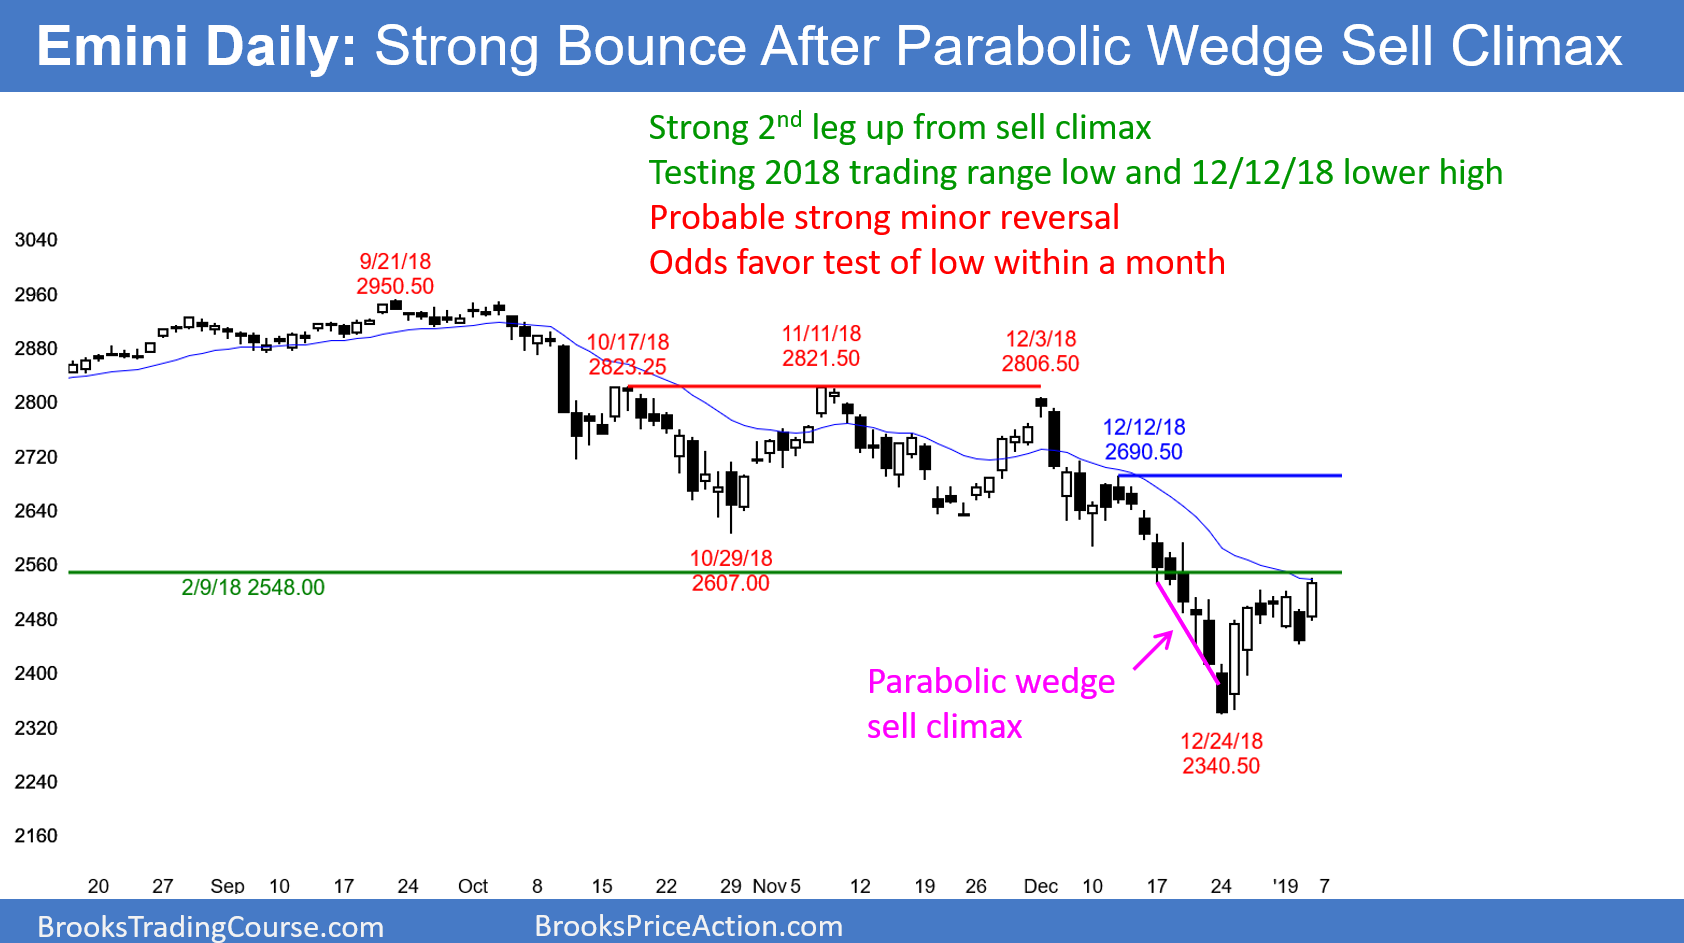 Emini Daily: Strong Bounce After Parabolic Wedge Sell Climax
Strong 2nd leg up from sell climax
Testing 2018 trading range low and 12/12/18 lower high
Probable strong minor reversal
Odds favor test of low within a month
3040
2960
2880
2800
2720
2640
2560
2480
2400
2320
2240
2160
9/21/18
2950.50
10/17/18
2823.25
11/11/18
2821.50
12/3/18
2806.50
12/12/18
2690.50
10/29/18
2607.00
2/9/18 2548.00
Parabolic wedge
sell climax
12/24/18
2340.50
20 27 Sep 10 17 24 Oct 8 15 22 29 Nov 5 12 19 26 Dec 10 17 24 '19 7
BrooksTradingCourse.com
BrooksPriceAction.com